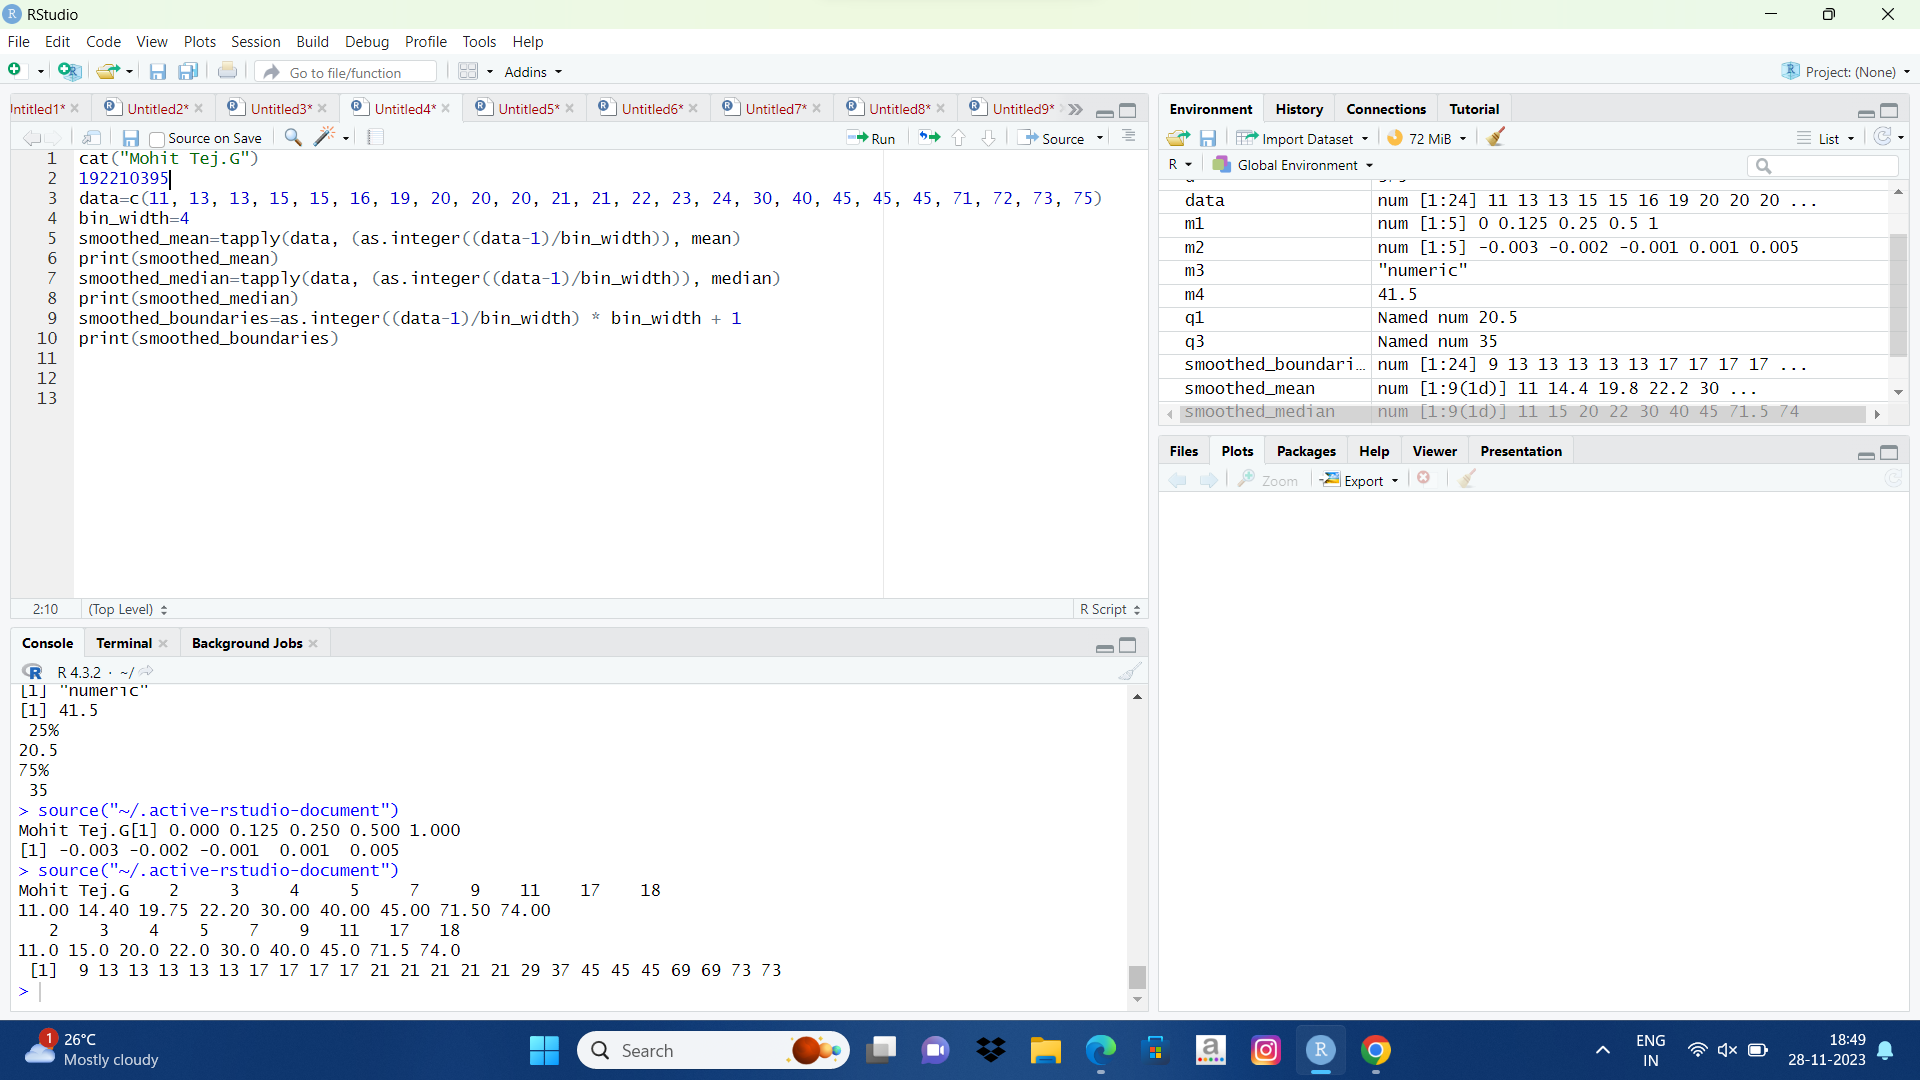 RStudio
File Edit Code View Plots Session Build Debug Profile Tools Help
Go to file/function Addins Project: (None)
ntitled1* Untitled2* Untitled3* Untitled4* Untitled5* Untitled6* Untitled7* Untitled8* Untitled9*
Source on Save Run Source
1 cat("Mohit Tej.G")
2 192210395
3 data=c(11, 13, 13, 15, 15, 16, 19, 20, 20, 20, 21, 21, 22, 23, 24, 30, 40, 45, 45, 45, 71, 72, 73, 75)
4 bin_width=4
5 smoothed_mean=tapply(data, (as.integer((data-1)/bin_width)), mean)
6 print(smoothed_mean)
7 smoothed_median=tapply(data, (as.integer((data-1)/bin_width)), median)
8 print(smoothed_median)
9 smoothed_boundaries=as.integer((data-1)/bin_width) * bin_width + 1
10 print(smoothed_boundaries)
11
12
13
2:10 (Top Level) R Script
Console Terminal Background Jobs
R 4.3.2 · ~/
[1] "numeric"
[1] 41.5
25%
20.5
75%
35
> source("~/.active-rstudio-document")
Mohit Tej.G[1] 0.000 0.125 0.250 0.500 1.000
[1] -0.003 -0.002 -0.001 0.001 0.005
> source("~/.active-rstudio-document")
Mohit Tej.G 2 3 4 5 7 9 11 17 18
11.00 14.40 19.75 22.20 30.00 40.00 45.00 71.50 74.00
2 3 4 5 7 9 11 17 18
11.0 15.0 20.0 22.0 30.0 40.0 45.0 71.5 74.0
[1] 9 13 13 13 13 13 17 17 17 17 21 21 21 21 21 29 37 45 45 45 69 69 73 73
>
Environment History Connections Tutorial
Import Dataset 72 MiB List
R Global Environment
data num [1:24] 11 13 13 15 15 16 19 20 20 20 ...
m1 num [1:5] 0 0.125 0.25 0.5 1
m2 num [1:5] -0.003 -0.002 -0.001 0.001 0.005
m3 "numeric"
m4 41.5
q1 Named num 20.5
q3 Named num 35
smoothed_boundari… num [1:24] 9 13 13 13 13 13 17 17 17 17 ...
smoothed_mean num [1:9(1d)] 11 14.4 19.8 22.2 30 ...
smoothed_median num [1:9(1d)] 11 15 20 22 30 40 45 71.5 74
Files Plots Packages Help Viewer Presentation
Zoom Export
1 26°C
Mostly cloudy
Search
ENG
IN
18:49
28-11-2023